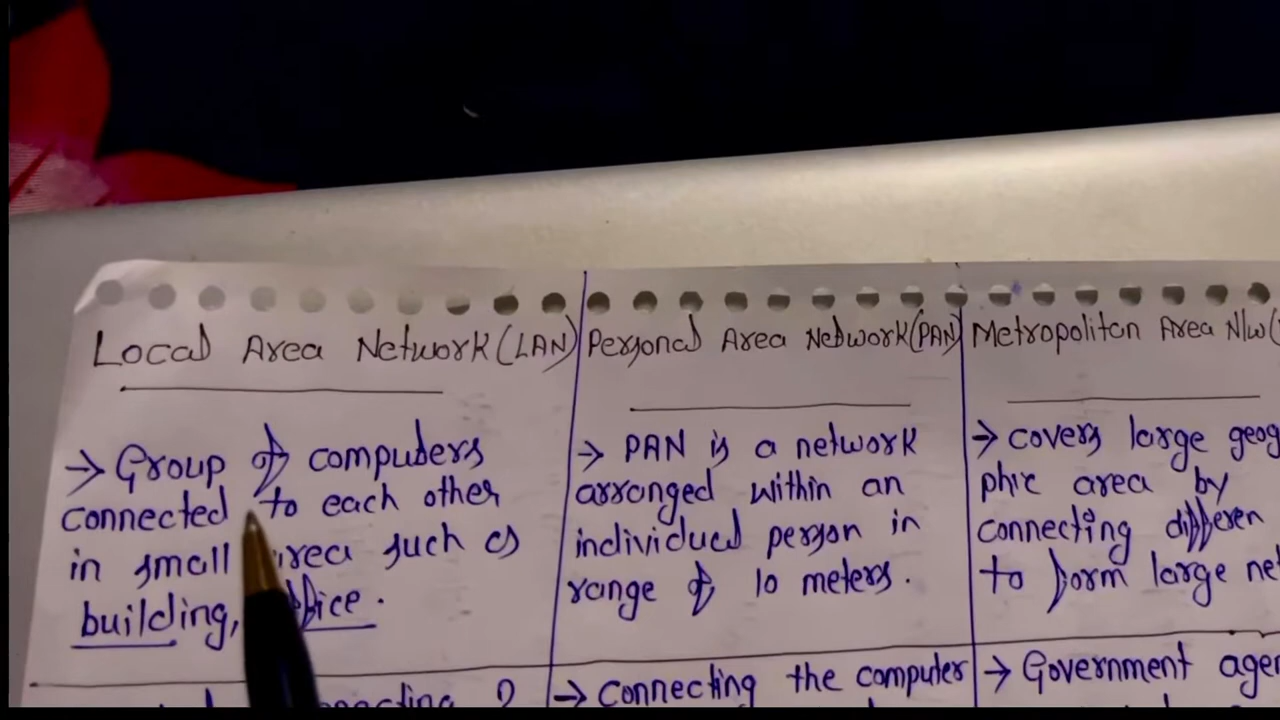 Local Area Network (LAN)
→ Group of computers
connected to each other
in small area such as
building, office.
Personal Area Network (PAN)
→ PAN is a network
arranged within an
individual person in
range of 10 meters.
→ connecting the computer
Metropolitan Area N/w (
→ covers large geog
phic area by
connecting differen
to form large net
→ Government agen